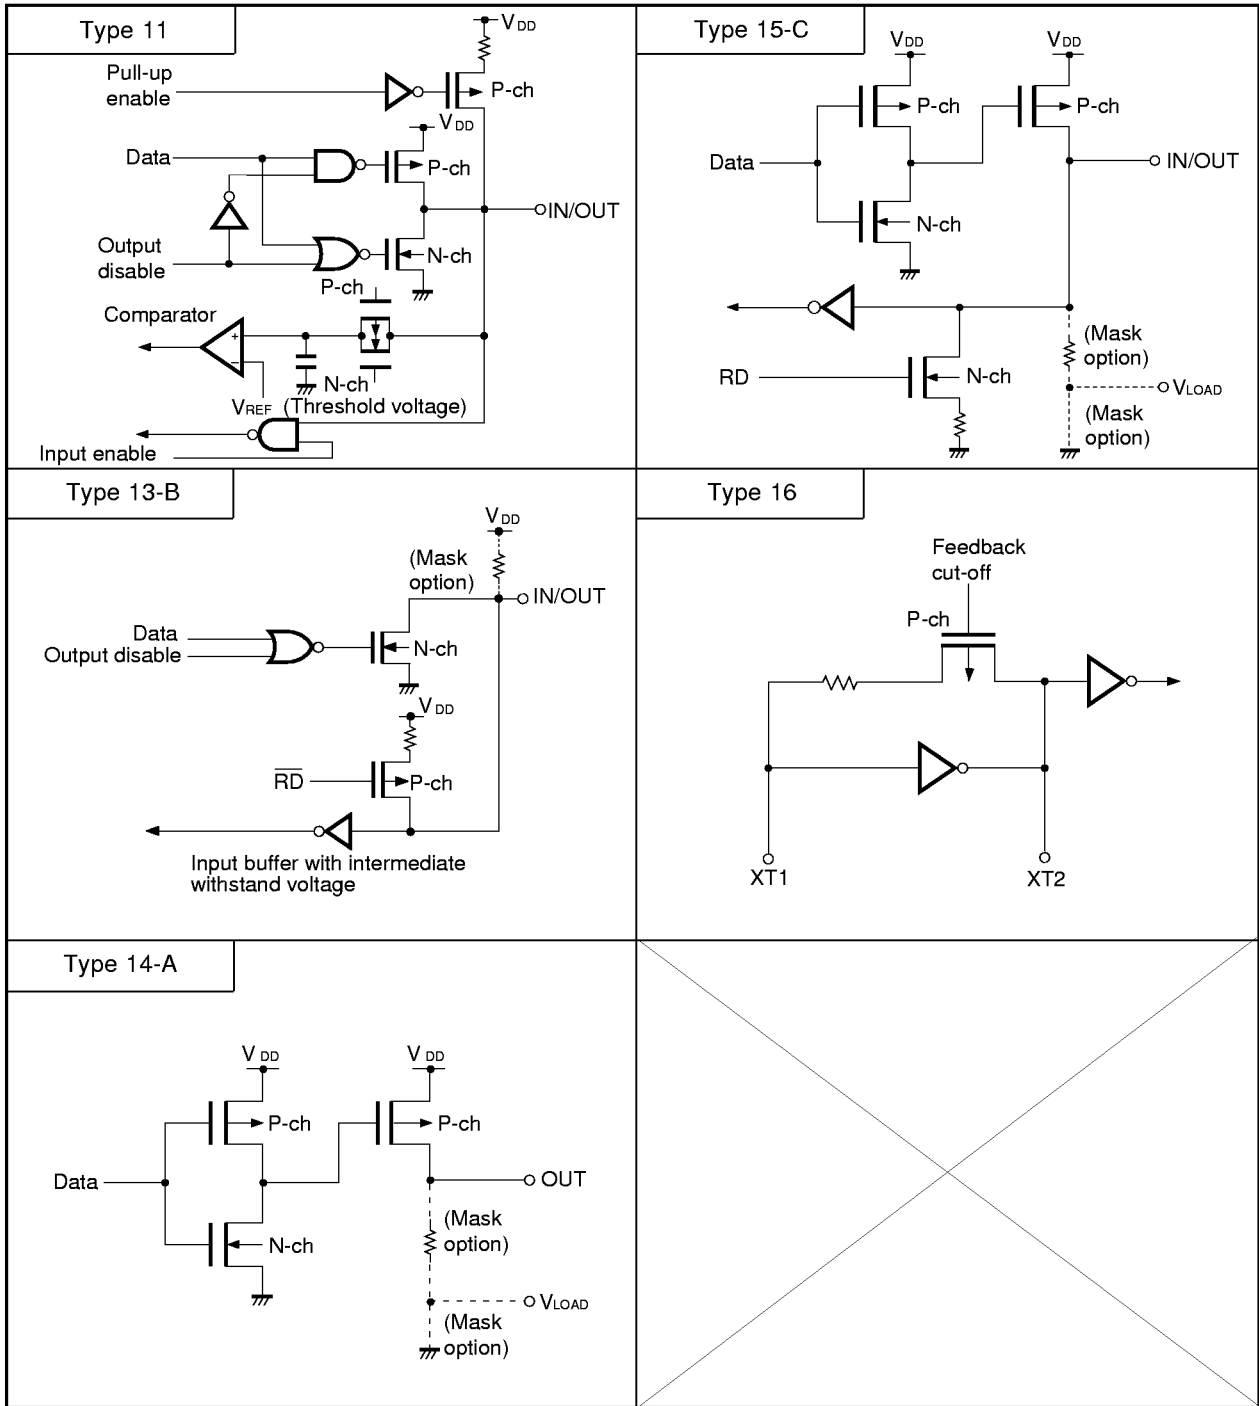 Type 11
VDD
Pull-up
enable
P-ch
VDD
Data
P-ch
IN/OUT
Output
disable
N-ch
P-ch
Comparator
+
−
N-ch
VREF (Threshold voltage)
Input enable
Type 15-C
VDD
VDD
P-ch
P-ch
Data
IN/OUT
N-ch
(Mask
option)
RD
N-ch
VLOAD
(Mask
option)
Type 13-B
VDD
(Mask
option)
IN/OUT
Data
Output disable
N-ch
VDD
RD
P-ch
Input buffer with intermediate
withstand voltage
Type 16
Feedback
cut-off
P-ch
XT1
XT2
Type 14-A
VDD
VDD
P-ch
P-ch
Data
OUT
(Mask
option)
N-ch
VLOAD
(Mask
option)